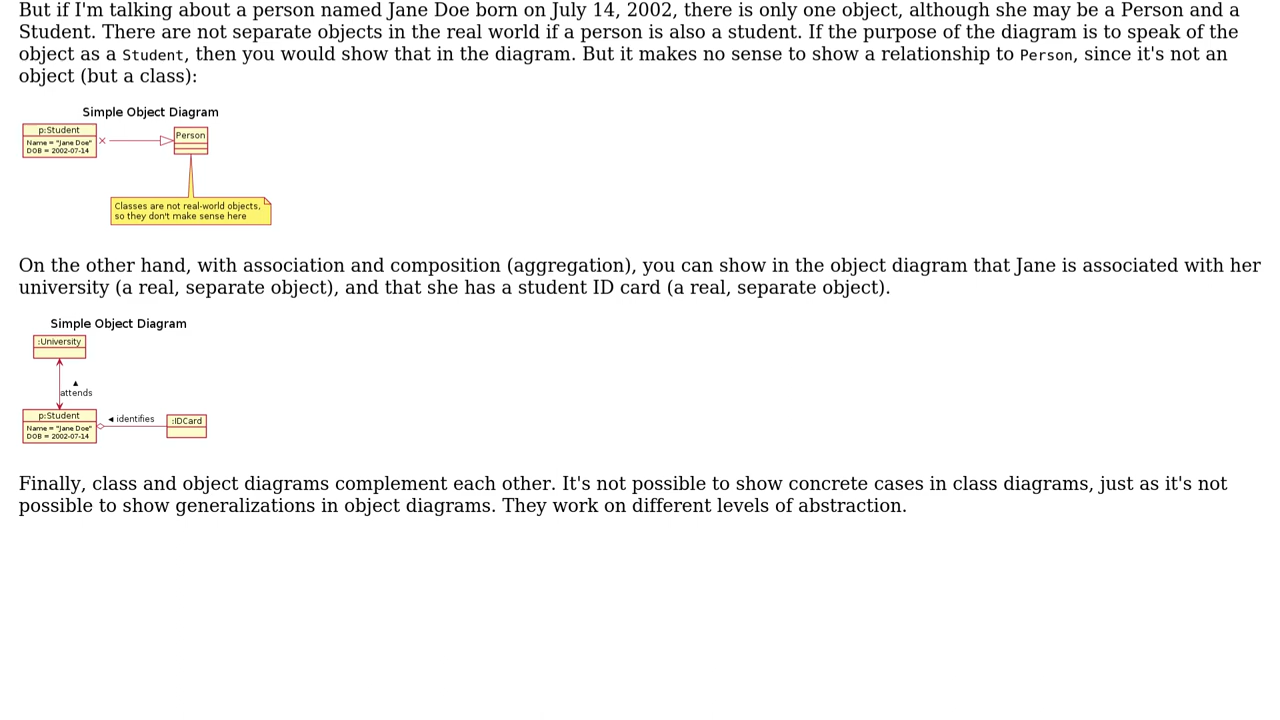 But if I'm talking about a person named Jane Doe born on July 14, 2002, there is only one object, although she may be a Person and a
Student. There are not separate objects in the real world if a person is also a student. If the purpose of the diagram is to speak of the
object as a Student, then you would show that in the diagram. But it makes no sense to show a relationship to Person, since it's not an
object (but a class):
Simple Object Diagram
p:Student
Name = "Jane Doe"
DOB = 2002-07-14
Person
Classes are not real-world objects,
so they don't make sense here
On the other hand, with association and composition (aggregation), you can show in the object diagram that Jane is associated with her
university (a real, separate object), and that she has a student ID card (a real, separate object).
Simple Object Diagram
:University
▲
attends
p:Student
Name = "Jane Doe"
DOB = 2002-07-14
◄ identifies
:IDCard
Finally, class and object diagrams complement each other. It's not possible to show concrete cases in class diagrams, just as it's not
possible to show generalizations in object diagrams. They work on different levels of abstraction.